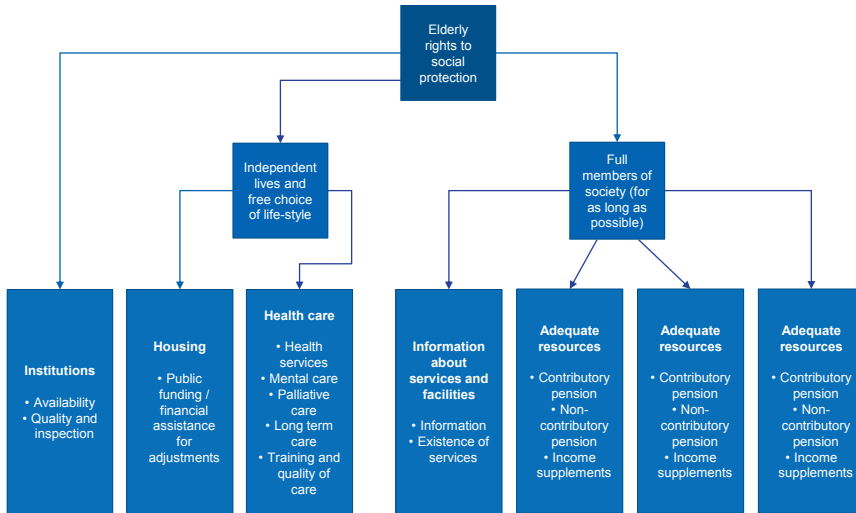 Elderly
rights to
social
protection
Independent
lives and
free choice
of life-style
Full
members of
society (for
as long as
possible)
Institutions
• Availability
• Quality and
inspection
Housing
• Public
funding /
financial
assistance
for
adjustments
Health care
• Health
services
• Mental care
• Palliative
care
• Long term
care
• Training and
quality of
care
Information
about
services and
facilities
• Information
• Existence of
services
Adequate
resources
• Contributory
pension
• Non-
contributory
pension
• Income
supplements
Adequate
resources
• Contributory
pension
• Non-
contributory
pension
• Income
supplements
Adequate
resources
• Contributory
pension
• Non-
contributory
pension
• Income
supplements